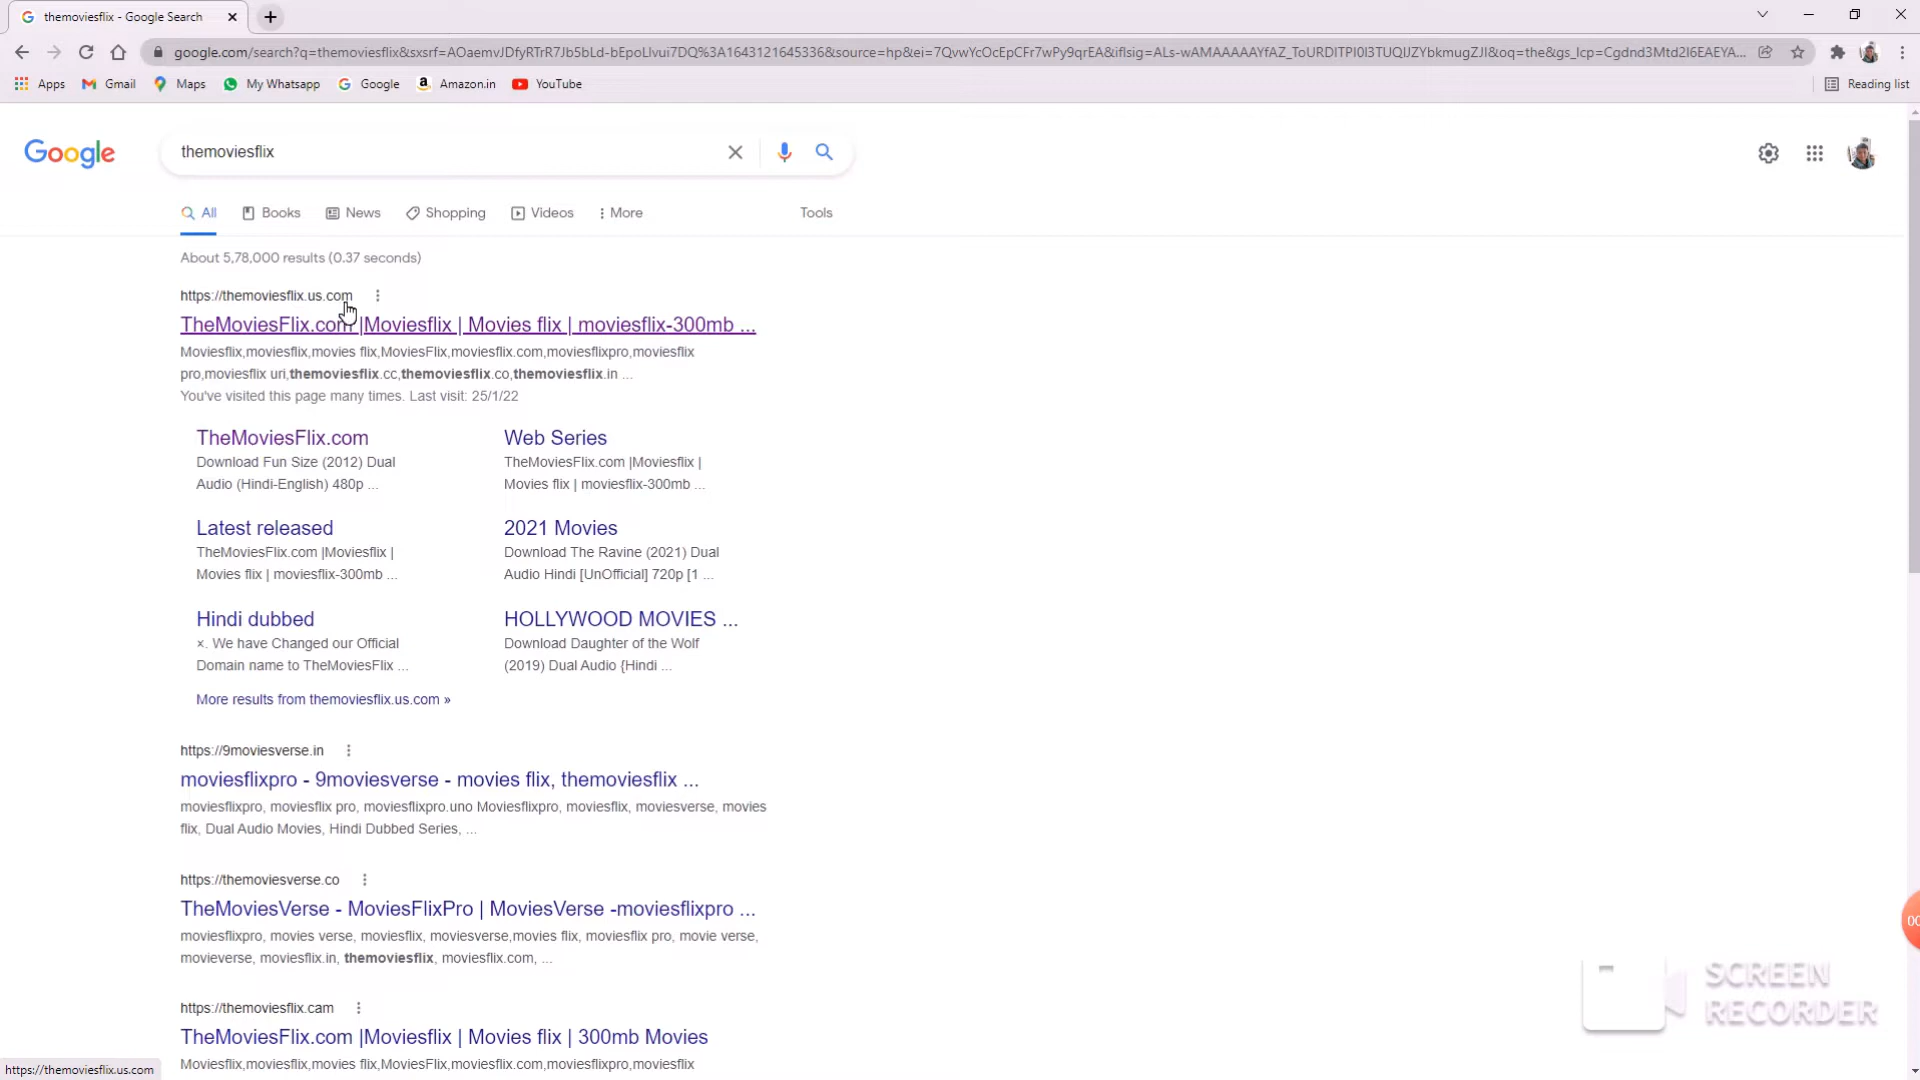 themoviesflix - Google Search
google.com/search?q=themoviesflix&sxsrf=AOaemvJDfyRTrR7Jb5bLd-bEpoLlvui7DQ%3A1643121645336&source=hp&ei=7QvwYcOcEpCFr7wPy9qrEA&iflsig=ALs-wAMAAAAAYfAZ_ToURDITPI0I3TUQIJZYbkmugZJI&oq=the&gs_lcp=Cgdnd3Mtd2l6EAEYA...
Apps Gmail Maps My Whatsapp Google Amazon.in YouTube Reading list
Google themoviesflix
All Books News Shopping Videos More Tools
About 5,78,000 results (0.37 seconds)
https://themoviesflix.us.com
TheMoviesFlix.com |Moviesflix | Movies flix | moviesflix-300mb ...
Moviesflix,moviesflix,movies flix,MoviesFlix,moviesflix.com,moviesflixpro,moviesflix
pro,moviesflix uri,themoviesflix.cc,themoviesflix.co,themoviesflix.in ...
You've visited this page many times. Last visit: 25/1/22
TheMoviesFlix.com
Download Fun Size (2012) Dual
Audio (Hindi-English) 480p ...
Web Series
TheMoviesFlix.com |Moviesflix |
Movies flix | moviesflix-300mb ...
Latest released
TheMoviesFlix.com |Moviesflix |
Movies flix | moviesflix-300mb ...
2021 Movies
Download The Ravine (2021) Dual
Audio Hindi [UnOfficial] 720p [1 ...
Hindi dubbed
×. We have Changed our Official
Domain name to TheMoviesFlix ...
HOLLYWOOD MOVIES ...
Download Daughter of the Wolf
(2019) Dual Audio {Hindi ...
More results from themoviesflix.us.com »
https://9moviesverse.in
moviesflixpro - 9moviesverse - movies flix, themoviesflix ...
moviesflixpro, moviesflix pro, moviesflixpro.uno Moviesflixpro, moviesflix, moviesverse, movies
flix, Dual Audio Movies, Hindi Dubbed Series, ...
https://themoviesverse.co
TheMoviesVerse - MoviesFlixPro | MoviesVerse -moviesflixpro ...
moviesflixpro, movies verse, moviesflix, moviesverse,movies flix, moviesflix pro, movie verse,
movieverse, moviesflix.in, themoviesflix, moviesflix.com, ...
https://themoviesflix.cam
TheMoviesFlix.com |Moviesflix | Movies flix | 300mb Movies
Moviesflix,moviesflix,movies flix,MoviesFlix,moviesflix.com,moviesflixpro,moviesflix
https://themoviesflix.us.com
00
SCREEN
RECORDER